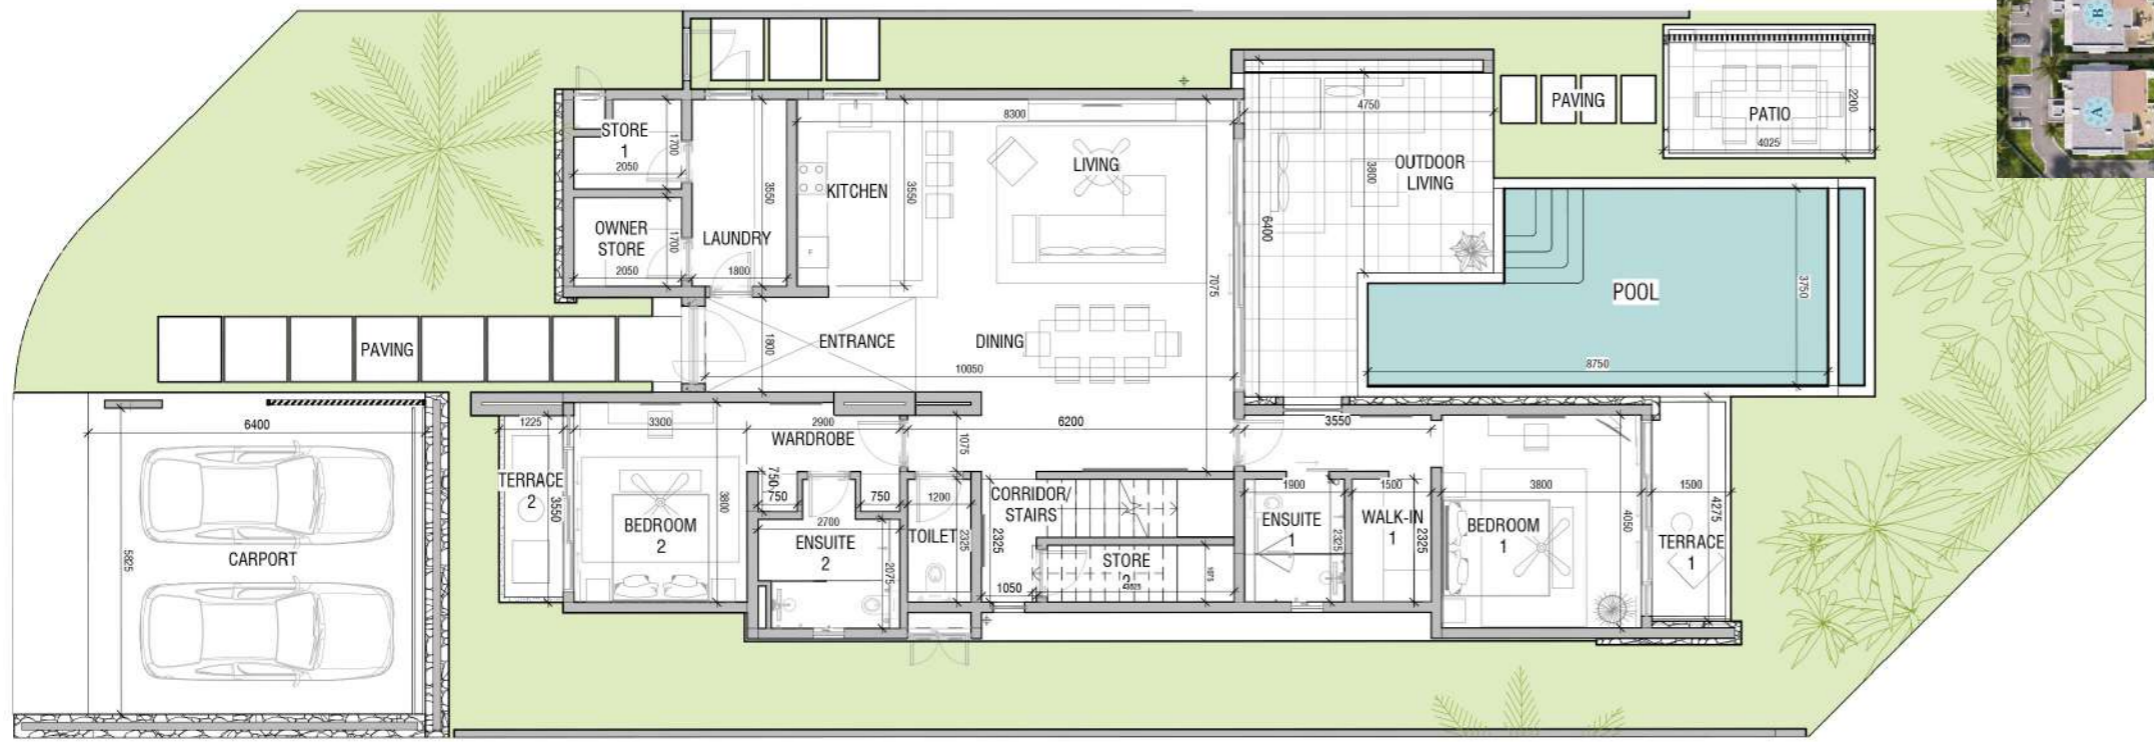 B
A
STORE
1
1700
2050
OWNER
STORE
1700
2050
LAUNDRY
3550
1800
KITCHEN
3550
8300
LIVING
7075
4750
3800
OUTDOOR
LIVING
6400
PAVING
PATIO
2200
4025
POOL
3750
8750
PAVING
ENTRANCE
1800
DINING
10050
6400
5825
CARPORT
1225
TERRACE
2
3550
3300
3800
BEDROOM
2
2900
WARDROBE
750
750
750
2700
ENSUITE
2
2075
1075
1200
TOILET
2325
6200
CORRIDOR/
STAIRS
2325
1050
STORE
1075
3550
1900
ENSUITE
1
2325
1500
WALK-IN
1
2325
3800
BEDROOM
1
4050
1500
4275
TERRACE
1
F